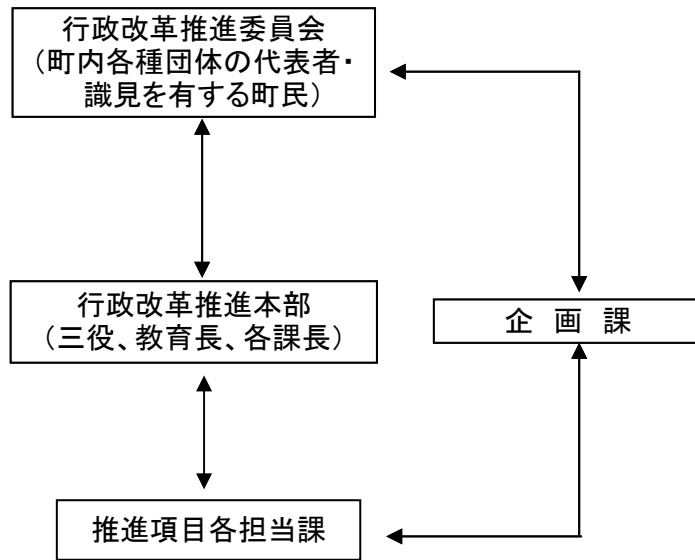 行政改革推進委員会
（町内各種団体の代表者・
識見を有する町民）
行政改革推進本部
（三役、教育長、各課長）
企　画　課
推進項目各担当課